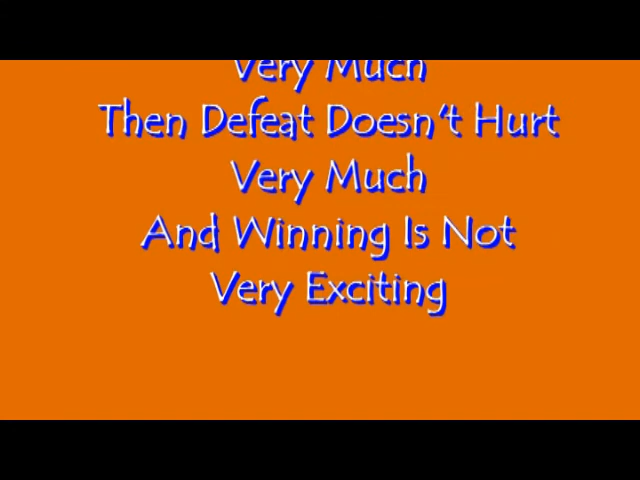 Very Much
Then Defeat Doesn't Hurt
Very Much
And Winning Is Not
Very Exciting